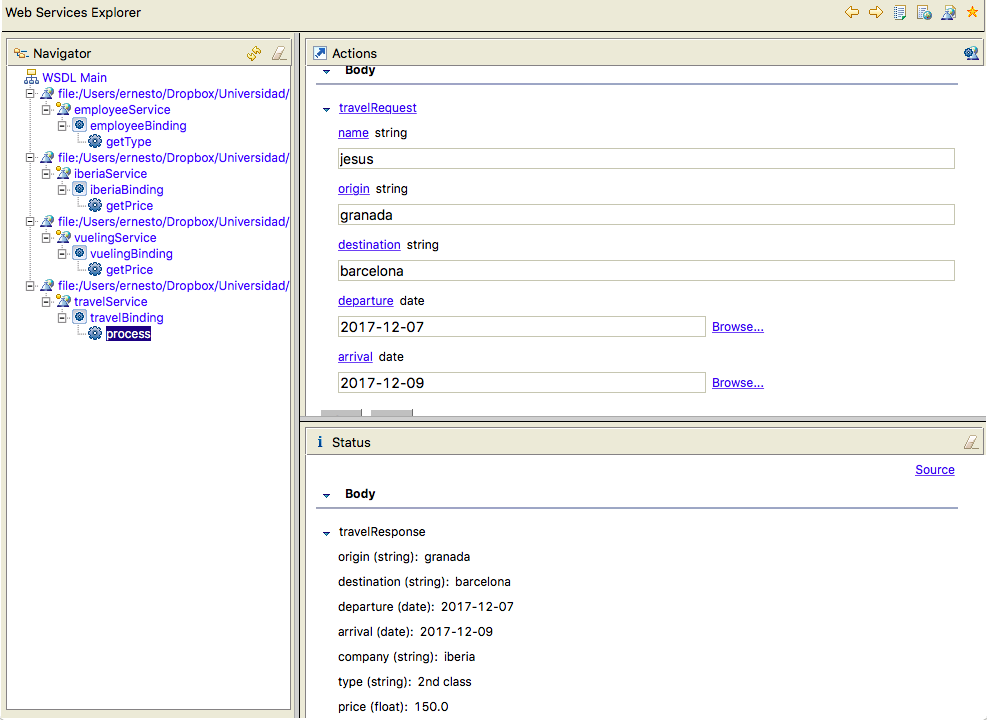 Web Services Explorer
Navigator
WSDL Main
file:/Users/ernesto/Dropbox/Universidad/
employeeService
employeeBinding
getType
file:/Users/ernesto/Dropbox/Universidad/
iberiaService
iberiaBinding
getPrice
file:/Users/ernesto/Dropbox/Universidad/
vuelingService
vuelingBinding
getPrice
file:/Users/ernesto/Dropbox/Universidad/
travelService
travelBinding
process
Actions
Body
travelRequest
name string
jesus
origin string
granada
destination string
barcelona
departure date
2017-12-07 Browse...
arrival date
2017-12-09 Browse...
i Status
Source
Body
travelResponse
origin (string): granada
destination (string): barcelona
departure (date): 2017-12-07
arrival (date): 2017-12-09
company (string): iberia
type (string): 2nd class
price (float): 150.0